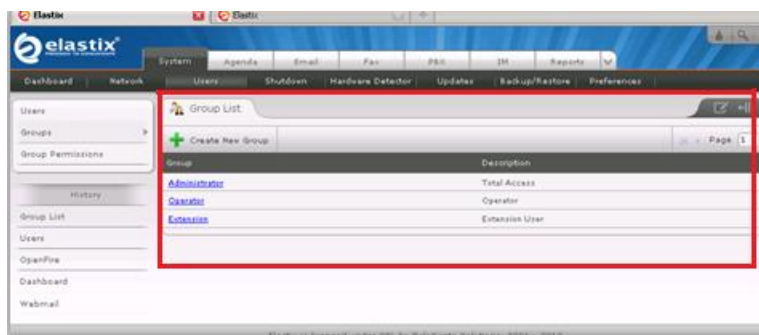 Elastix
Elastix
elastix
System Agenda Email Fax PBX IM Reports
Dashboard Network Users Shutdown Hardware Detector Updates Backup/Restore Preferences
Users
Groups
Group Permissions
History
Group List
Users
OpenFire
Dashboard
Webmail
Group List
Create New Group
Page 1
Group Description
Administrator Total Access
Operator Operator
Extension Extension User